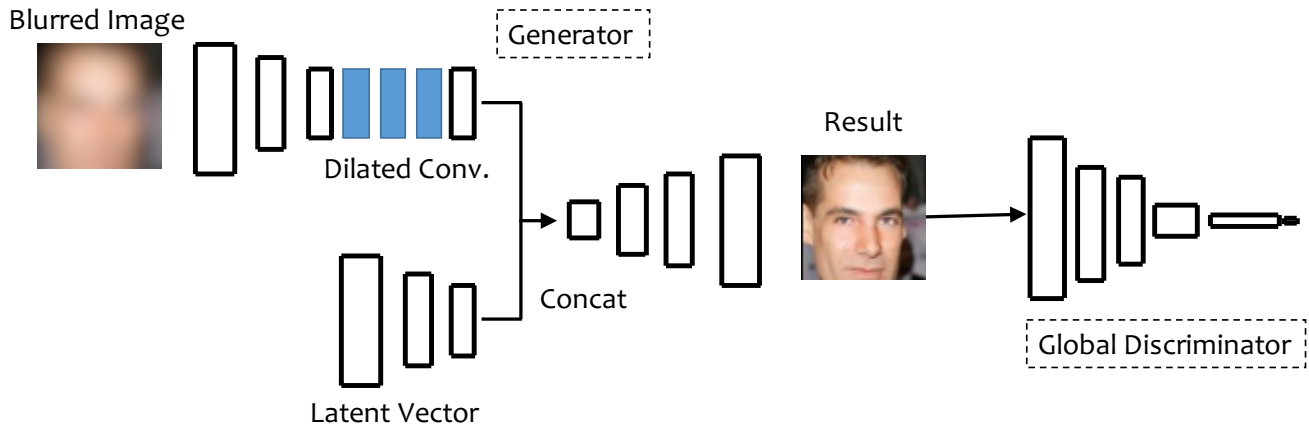 Blurred Image
Generator
Dilated Conv.
Result
Concat
Latent Vector
Global Discriminator